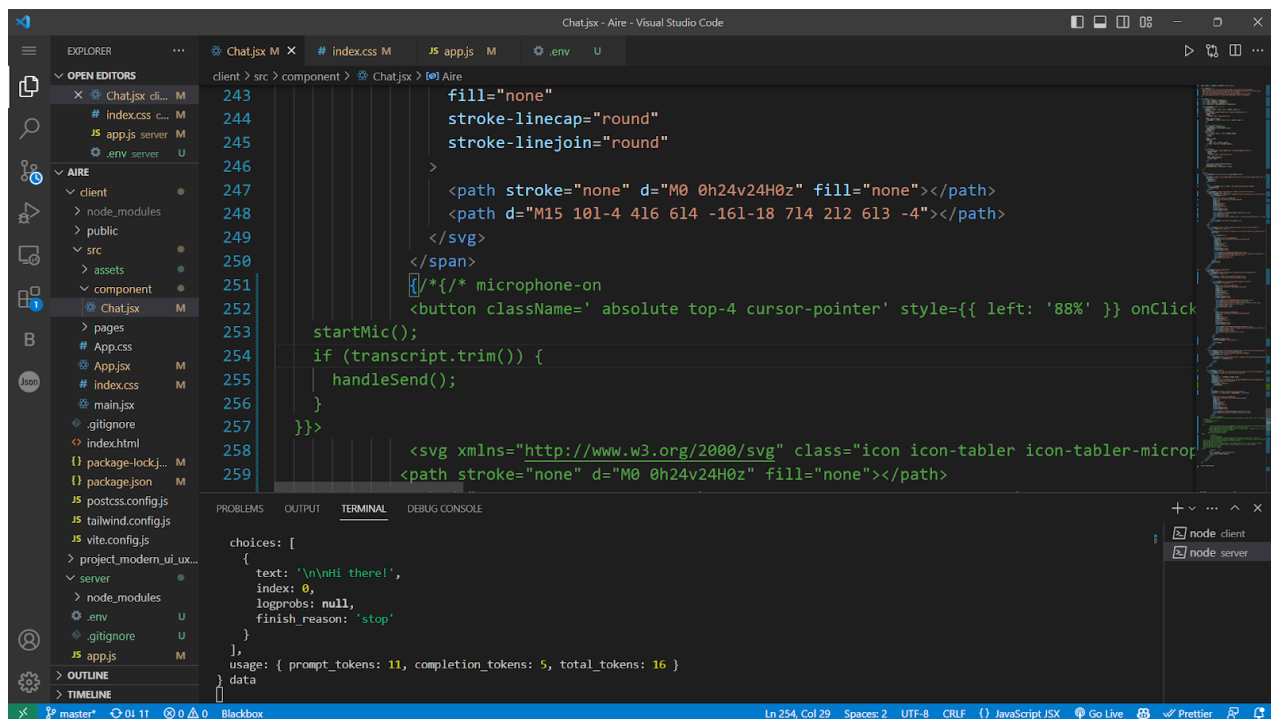 Chat.jsx - Aire - Visual Studio Code
EXPLORER
OPEN EDITORS
Chat.jsx cli... M
index.css c... M
JS app.js server M
.env server U
AIRE
client
node_modules
public
src
assets
component
Chat.jsx M
pages
# App.css
App.jsx M
# index.css M
main.jsx
.gitignore
<> index.html
{} package-lock.j... M
{} package.json M
JS postcss.config.js
JS tailwind.config.js
JS vite.config.js
project_modern_ui_ux...
server
node_modules
.env U
.gitignore U
JS app.js M
OUTLINE
TIMELINE
B
Json
1
Chat.jsx M
# index.css M
JS app.js M
.env U
client > src > component > Chat.jsx > Aire
243 fill="none"
244 stroke-linecap="round"
245 stroke-linejoin="round"
246 >
247 <path stroke="none" d="M0 0h24v24H0z" fill="none"></path>
248 <path d="M15 10l-4 4l6 6l4 -16l-18 7l4 2l2 6l3 -4"></path>
249 </svg>
250 </span>
251 {/*{/* microphone-on
252 <button className=' absolute top-4 cursor-pointer' style={{ left: '88%' }} onClick
253 startMic();
254 if (transcript.trim()) {
255 handleSend();
256 }
257 }}>
258 <svg xmlns="http://www.w3.org/2000/svg" class="icon icon-tabler icon-tabler-microp
259 <path stroke="none" d="M0 0h24v24H0z" fill="none"></path>
PROBLEMS OUTPUT TERMINAL DEBUG CONSOLE
choices: [
{
text: '\n\nHi there!',
index: 0,
logprobs: null,
finish_reason: 'stop'
}
],
usage: { prompt_tokens: 11, completion_tokens: 5, total_tokens: 16 }
} data
node client
node server
master* 0↓ 1↑ 0 0 Blackbox
Ln 254, Col 29 Spaces: 2 UTF-8 CRLF {} JavaScript JSX Go Live Prettier